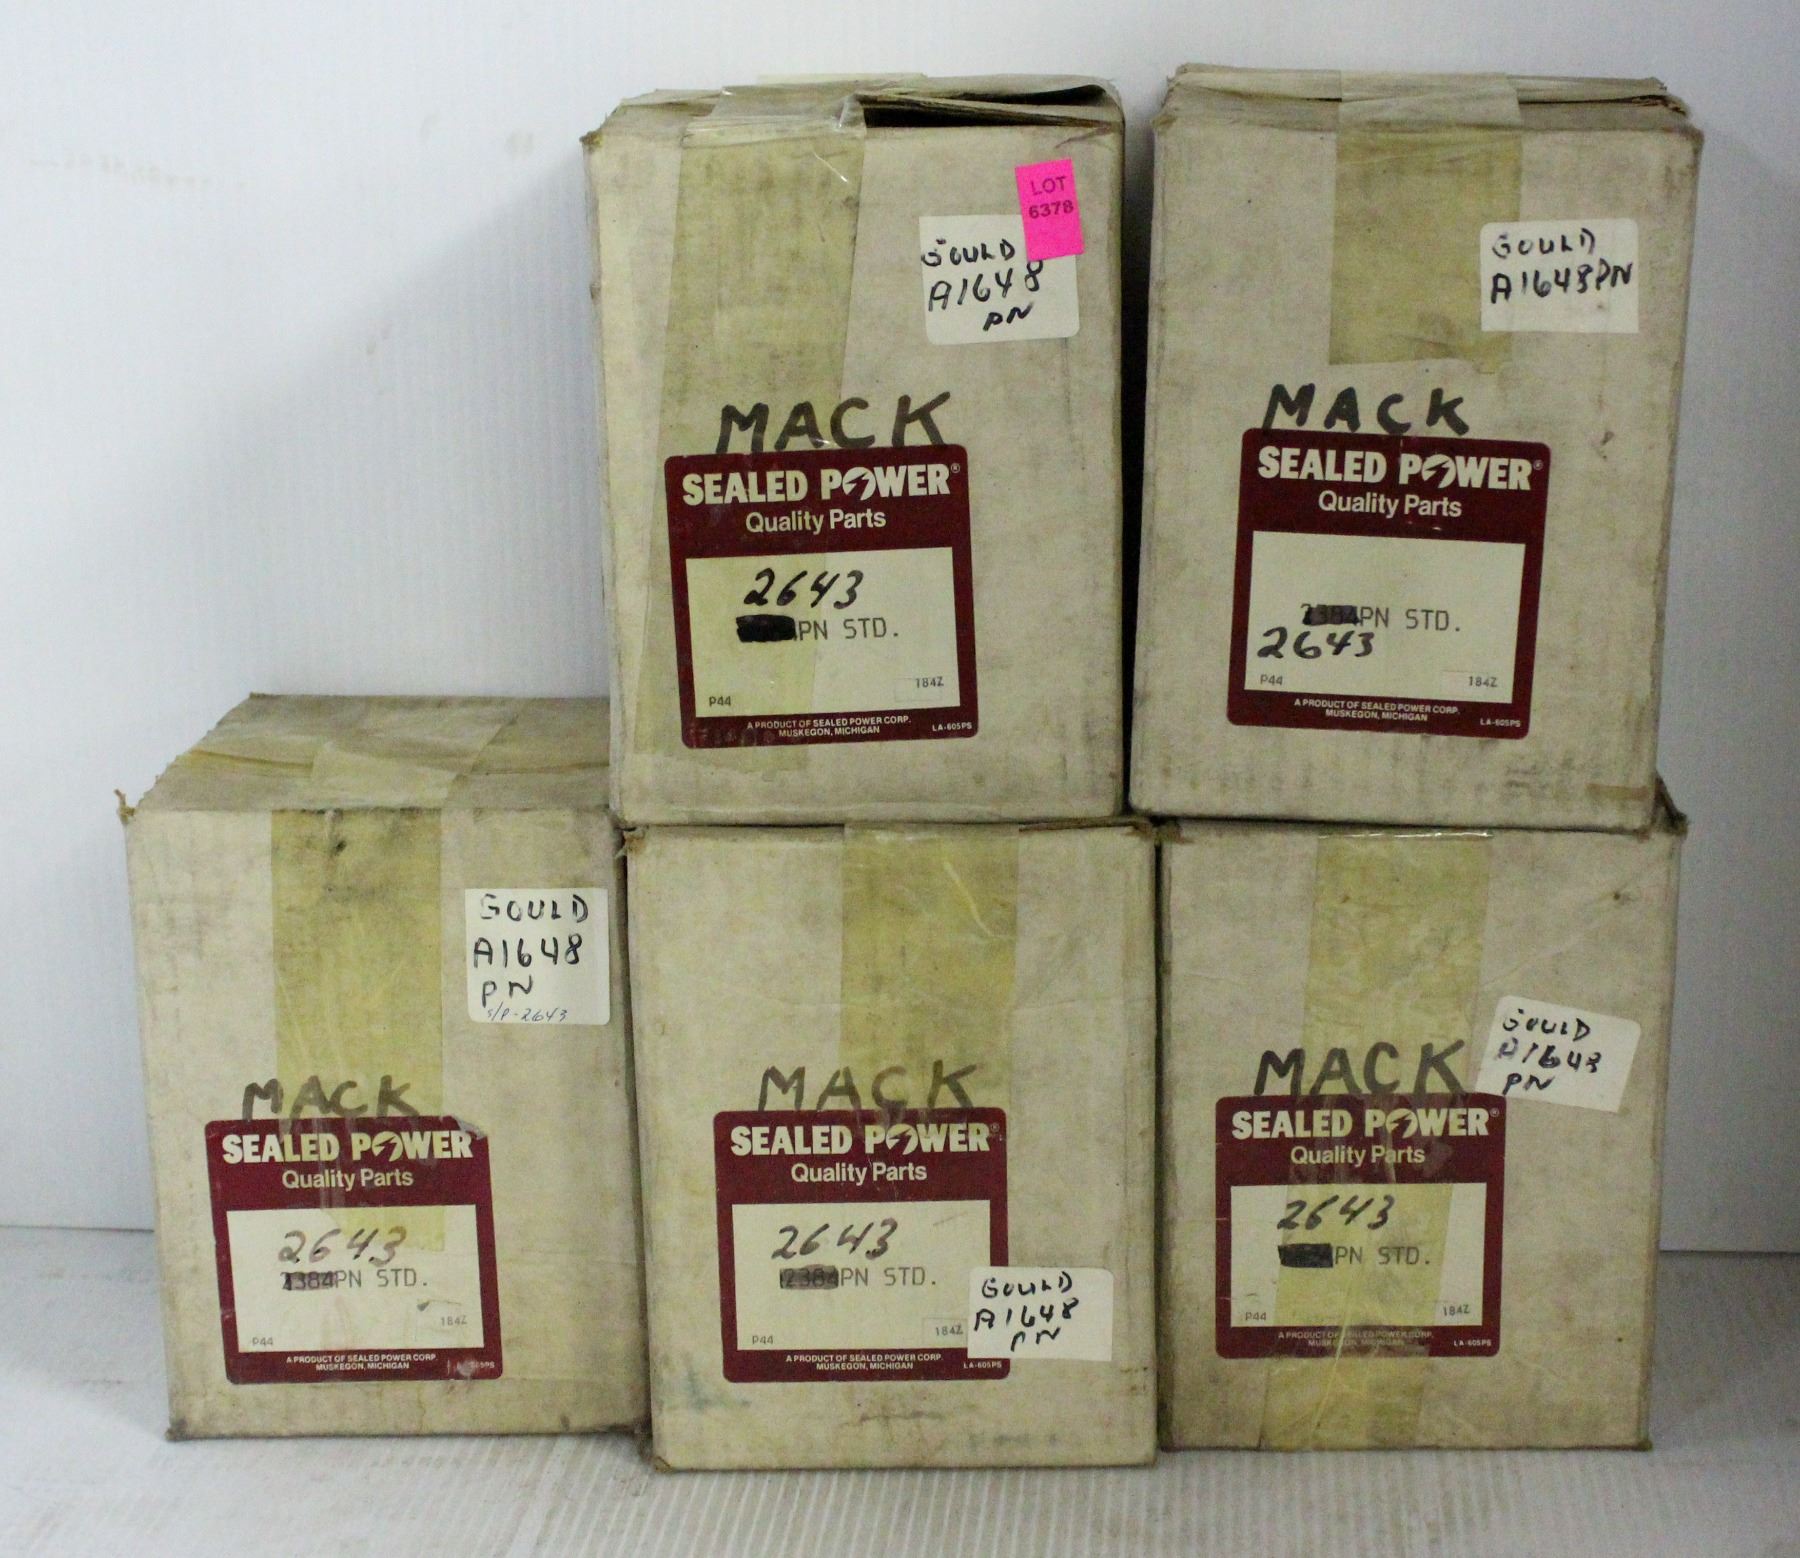 LOT
6378
GOULD
A1648
PN
MACK
SEALED POWER®
Quality Parts
2643
PN STD.
P44
184Z
A PRODUCT OF SEALED POWER CORP.
MUSKEGON, MICHIGAN
LA-605PS
GOULD
A1648PN
MACK
SEALED POWER®
Quality Parts
2384PN STD.
2643
P44
184Z
A PRODUCT OF SEALED POWER CORP.
MUSKEGON, MICHIGAN
LA-605PS
GOULD
A1648
PN
S/P-2643
MACK
SEALED POWER
Quality Parts
2643
2384PN STD.
P44
184Z
A PRODUCT OF SEALED POWER CORP.
MUSKEGON, MICHIGAN
MACK
SEALED POWER®
Quality Parts
2643
2384PN STD.
GOULD
A1648
PN
P44
184Z
A PRODUCT OF SEALED POWER CORP.
MUSKEGON, MICHIGAN
LA-605PS
GOULD
A1648
PN
MACK
SEALED POWER®
Quality Parts
2643
PN STD.
P44
184Z
A PRODUCT OF SEALED POWER CORP.
MUSKEGON, MICHIGAN
LA-605PS